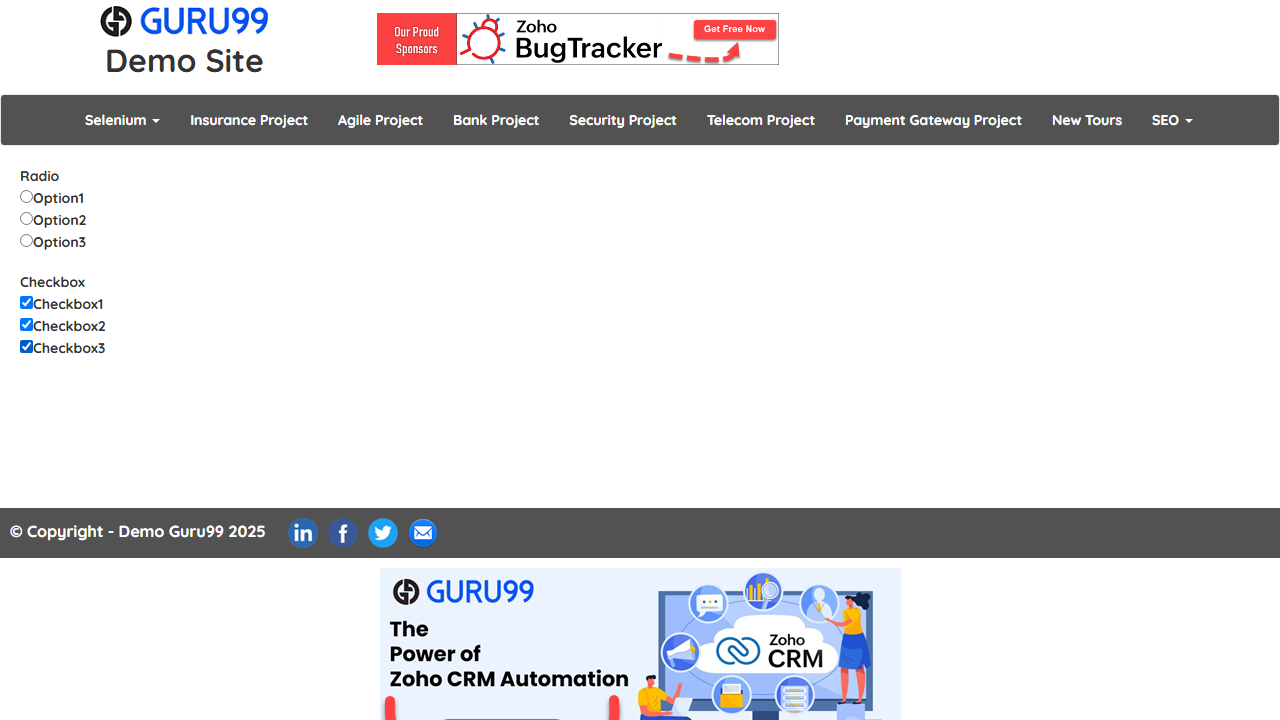 GURU99
Demo Site
Our Proud
Sponsors
Zoho
BugTracker
Get Free Now
Selenium
Insurance Project
Agile Project
Bank Project
Security Project
Telecom Project
Payment Gateway Project
New Tours
SEO
Radio
Option1
Option2
Option3
Checkbox
Checkbox1
Checkbox2
Checkbox3
© Copyright - Demo Guru99 2025
GURU99
The
Power of
Zoho CRM Automation
Zoho
CRM